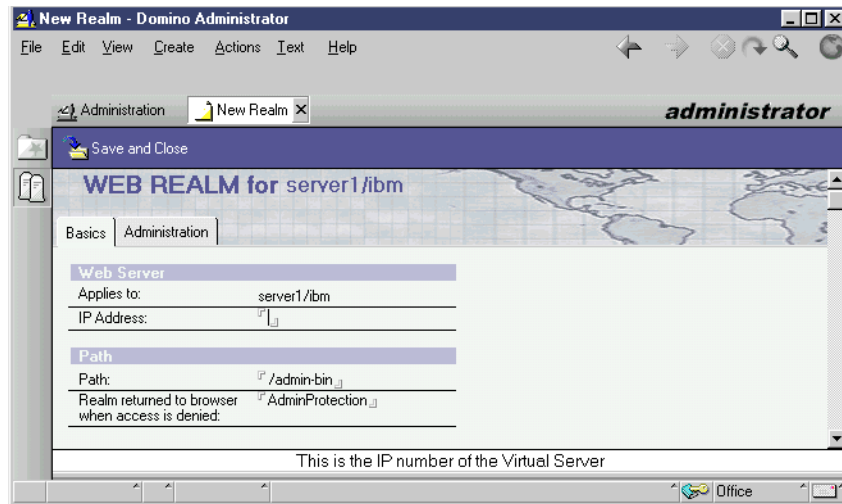 New Realm - Domino Administrator
File Edit View Create Actions Text Help
Administration New Realm administrator
Save and Close
WEB REALM for server1/ibm
Basics Administration
Web Server
Applies to: server1/ibm
IP Address:
Path
Path: /admin-bin
Realm returned to browser AdminProtection
when access is denied:
This is the IP number of the Virtual Server
Office